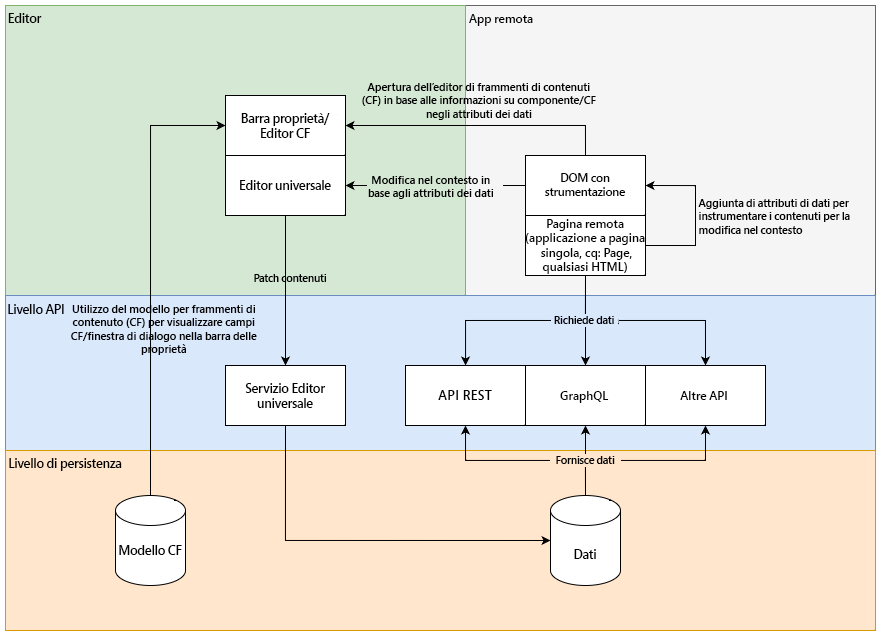 Editor
App remota
Apertura dell'editor di frammenti di contenuti
(CF) in base alle informazioni su componente/CF
negli attributi dei dati
Barra proprietà/
Editor CF
Editor universale
Modifica nel contesto in
base agli attributi dei dati
DOM con
strumentazione
Aggiunta di attributi di dati per
instrumentare i contenuti per la
modifica nel contesto
Pagina remota
(applicazione a pagina
singola, cq: Page,
qualsiasi HTML)
Patch contenuti
Livello API
Utilizzo del modello per frammenti di
contenuto (CF) per visualizzare campi
CF/finestra di dialogo nella barra delle
proprietà
Richiede dati .
Servizio Editor
universale
API REST
GraphQL
Altre API
Livello di persistenza
Fornisce dati
Modello CF
Dati